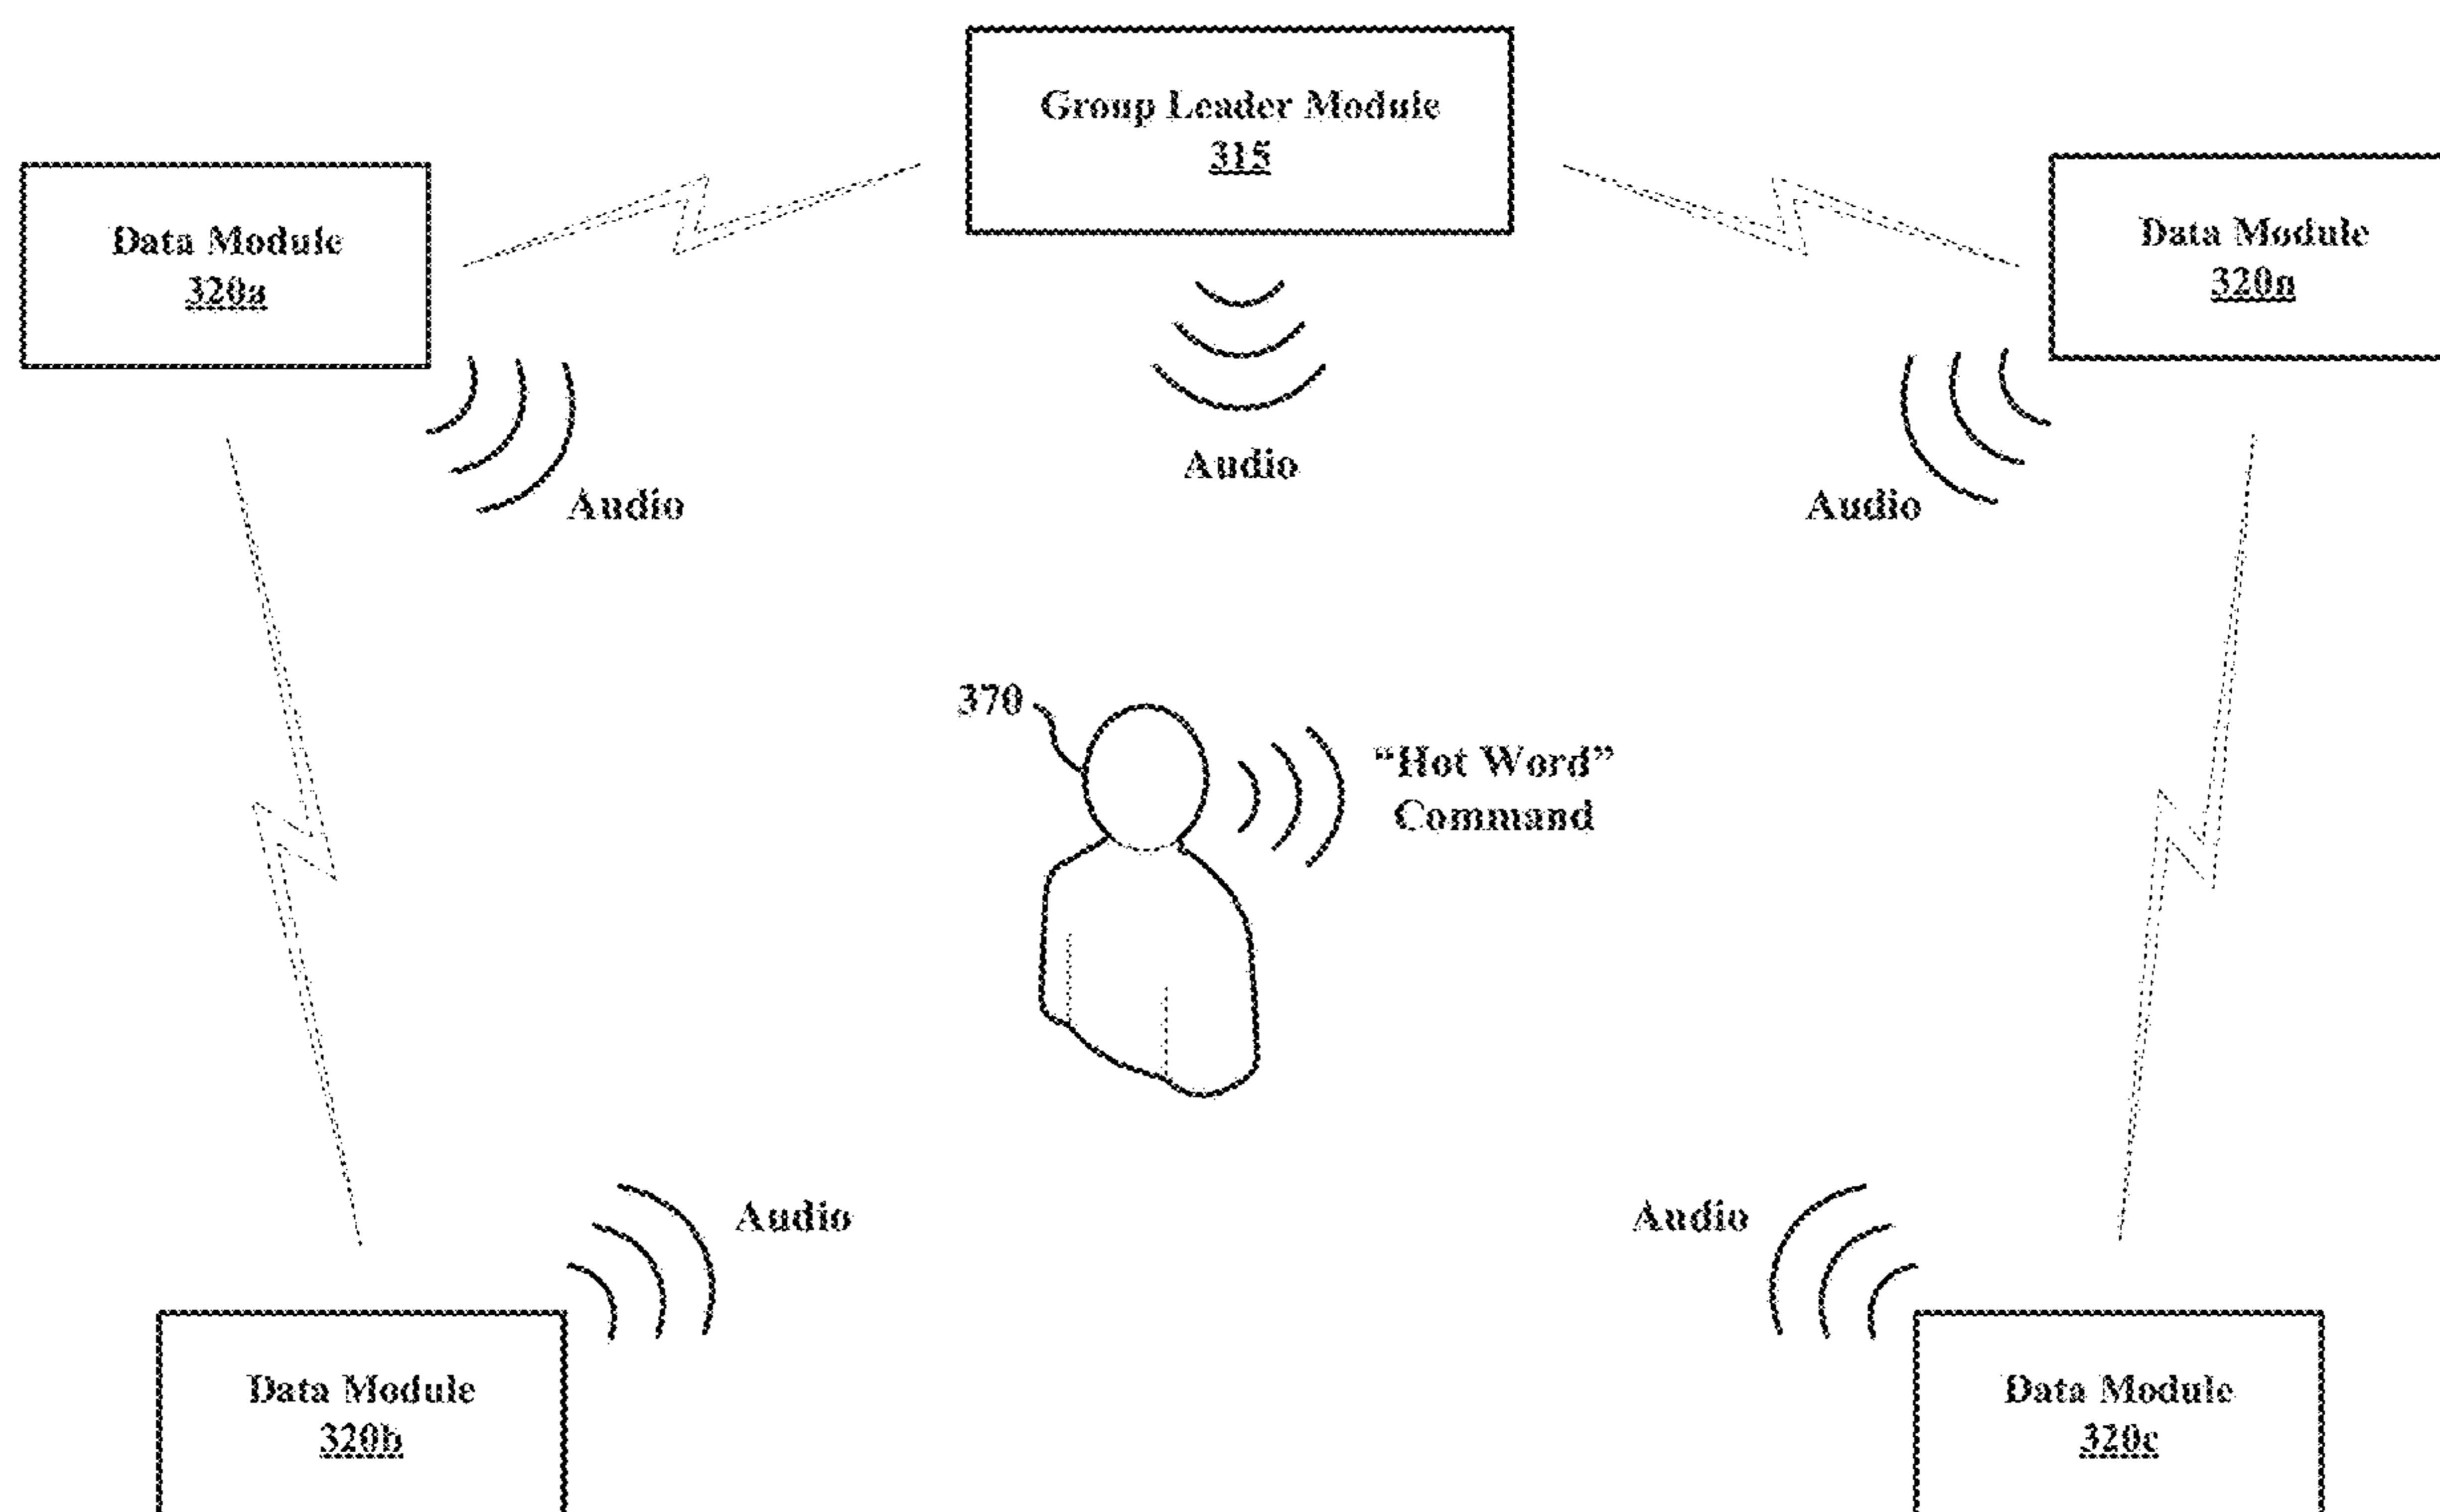 Group Leader Module
315
Data Module
320a
Data Module
320n
Audio
Audio
Audio
370
“Hot Word”
Command
Audio
Audio
Data Module
320b
Data Module
320c